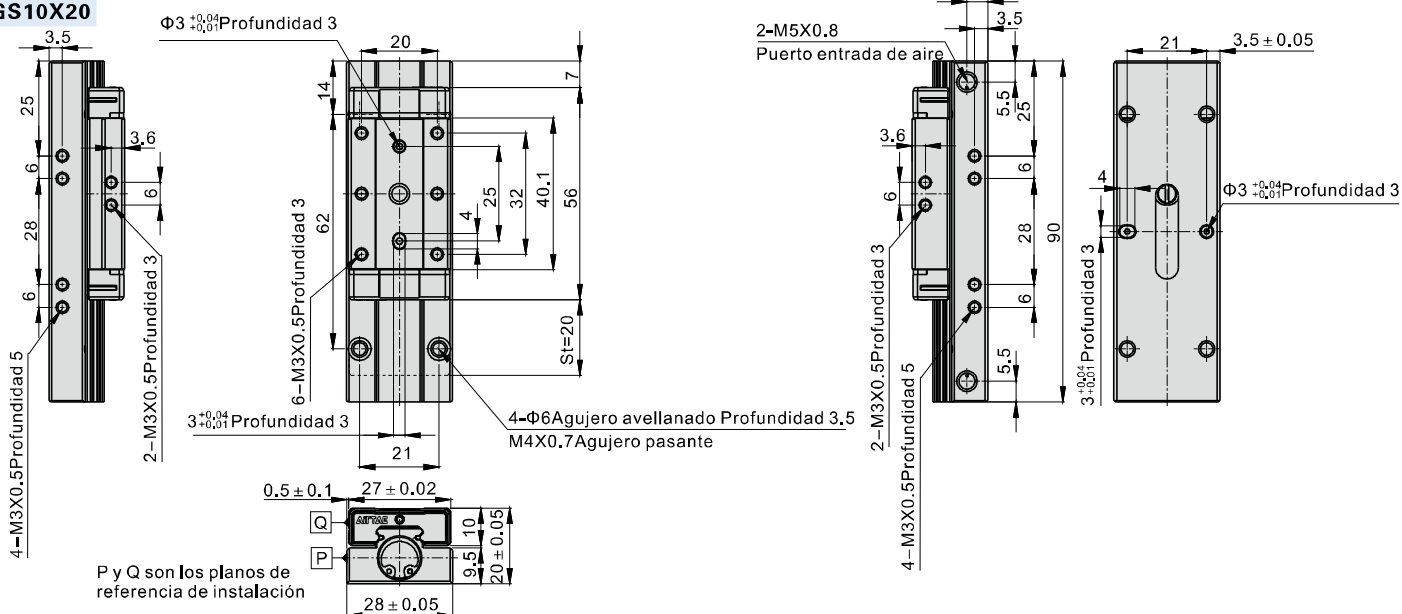 GS10X20
3.5
25
6
28
6
3.6
6
4-M3X0.5Profundidad 5
2-M3X0.5Profundidad 3
Φ3 +0.04 +0.01 Profundidad 3
20
7
14
62
4
25
32
40.1
56
St=20
6-M3X0.5Profundidad 3
3 +0.04 +0.01 Profundidad 3
21
4-Φ6Agujero avellanado Profundidad 3.5
M4X0.7Agujero pasante
0.5±0.1
27±0.02
Q
P
AirTAC
10
9.5
20±0.05
28±0.05
P y Q son los planos de
referencia de instalación
2-M5X0.8
Puerto entrada de aire
3.5
5.5
25
6
28
6
5.5
90
3.6
6
2-M3X0.5Profundidad 3
4-M3X0.5Profundidad 5
21
3.5±0.05
4
Φ3 +0.04 +0.01 Profundidad 3
3 +0.04 +0.01 Profundidad 3